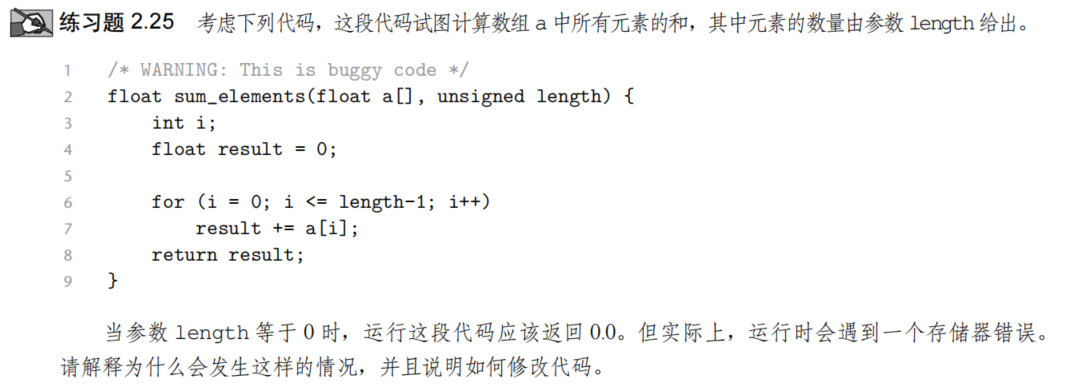 练习题 2.25 考虑下列代码，这段代码试图计算数组 a 中所有元素的和，其中元素的数量由参数 length 给出。
1 /* WARNING: This is buggy code */
2 float sum_elements(float a[], unsigned length) {
3 int i;
4 float result = 0;
5
6 for (i = 0; i <= length-1; i++)
7 result += a[i];
8 return result;
9 }
当参数 length 等于 0 时，运行这段代码应该返回 0.0。但实际上，运行时会遇到一个存储器错误。
请解释为什么会发生这样的情况，并且说明如何修改代码。